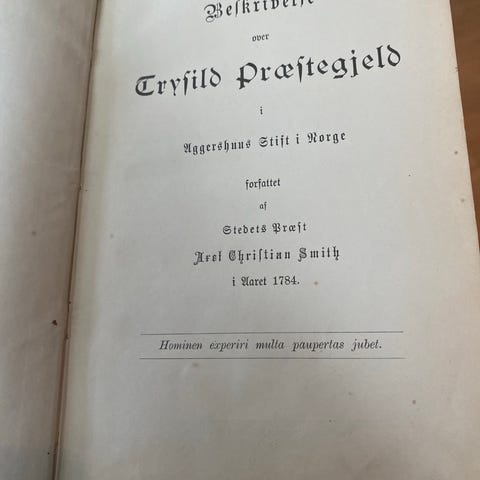 Beſkrivelſe
over
Tryſild Præſtegjeld
i
Aggershuus Stift i Norge
forfattet
af
Stedets Præſt
Axel Chriſtian Smith
i Aaret 1784.
Hominen experiri multa paupertas jubet.